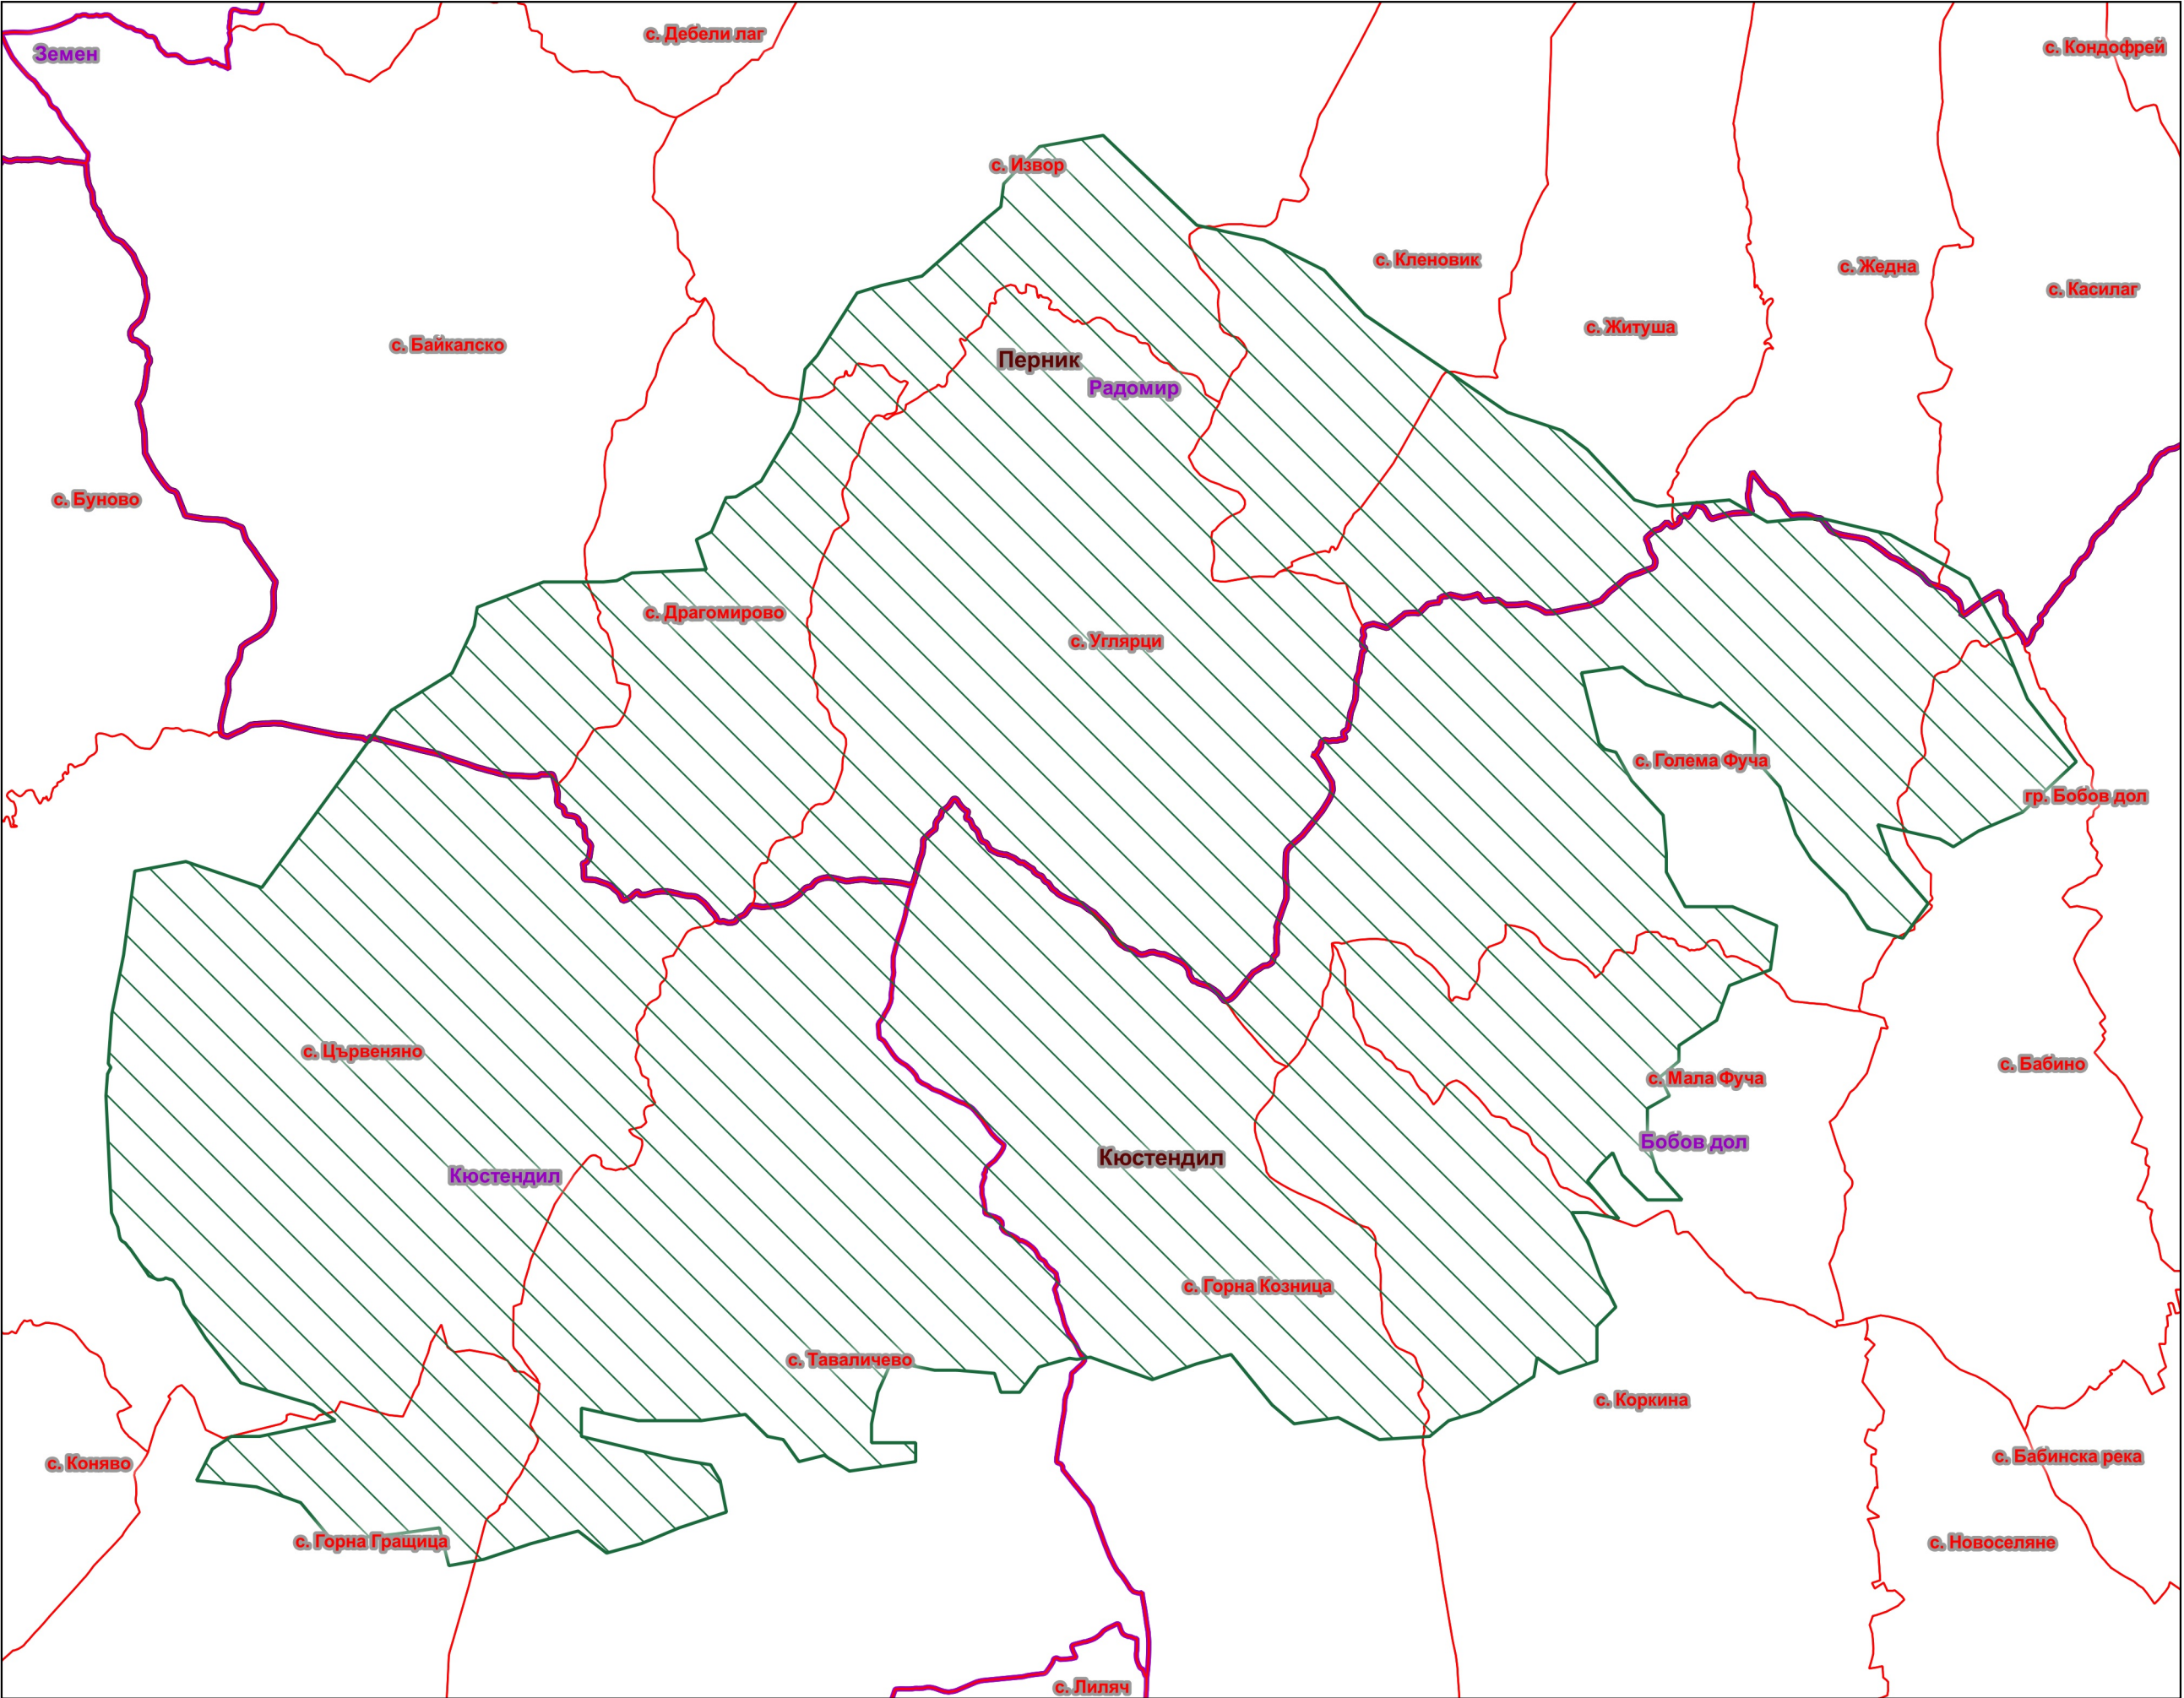 с. Дебели лаг
с. Кондофрей
Земен
с. Извор
с. Кленовик
с. Жедна
с. Касилаг
с. Житуша
с. Байкалско
Перник
Радомир
с. Буново
с. Драгомирово
с. Углярци
с. Голема Фуча
гр. Бобов дол
с. Цървеняно
с. Бабино
с. Мала Фуча
Бобов дол
Кюстендил
Кюстендил
с. Горна Козница
с. Таваличево
с. Коркина
с. Бабинска река
с. Коняво
с. Горна Гращица
с. Новоселяне
с. Лиляч